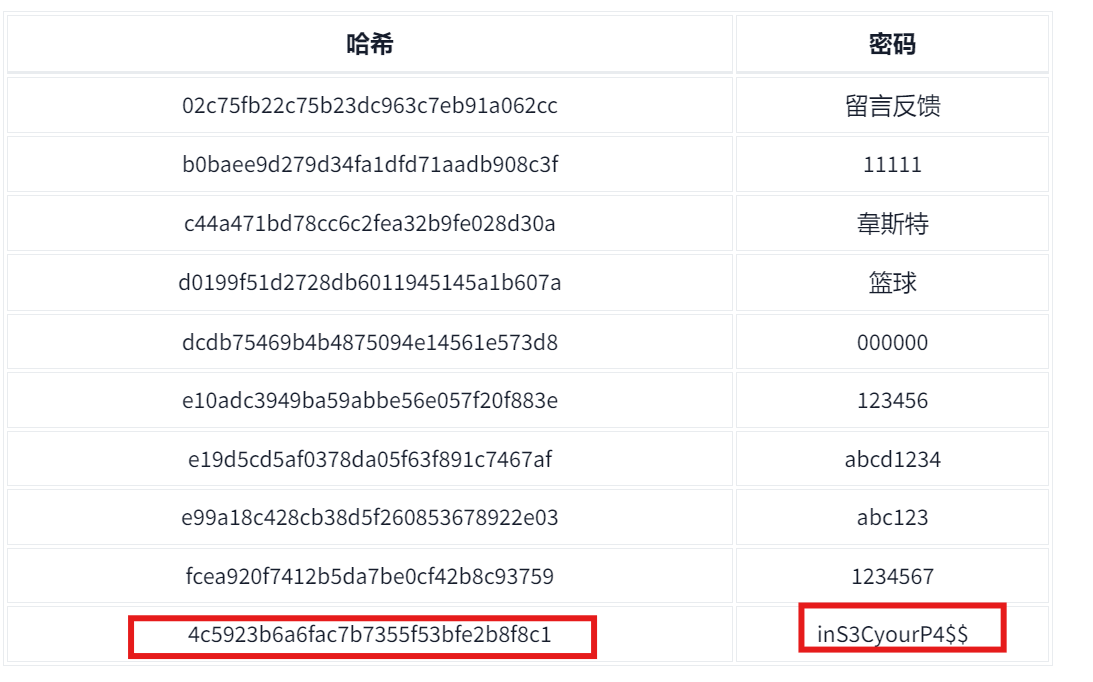 哈希 密码
02c75fb22c75b23dc963c7eb91a062cc 留言反馈
b0baee9d279d34fa1dfd71aadb908c3f 11111
c44a471bd78cc6c2fea32b9fe028d30a 韋斯特
d0199f51d2728db6011945145a1b607a 篮球
dcdb75469b4b4875094e14561e573d8 000000
e10adc3949ba59abbe56e057f20f883e 123456
e19d5cd5af0378da05f63f891c7467af abcd1234
e99a18c428cb38d5f260853678922e03 abc123
fcea920f7412b5da7be0cf42b8c93759 1234567
4c5923b6a6fac7b7355f53bfe2b8f8c1 inS3CyourP4$$